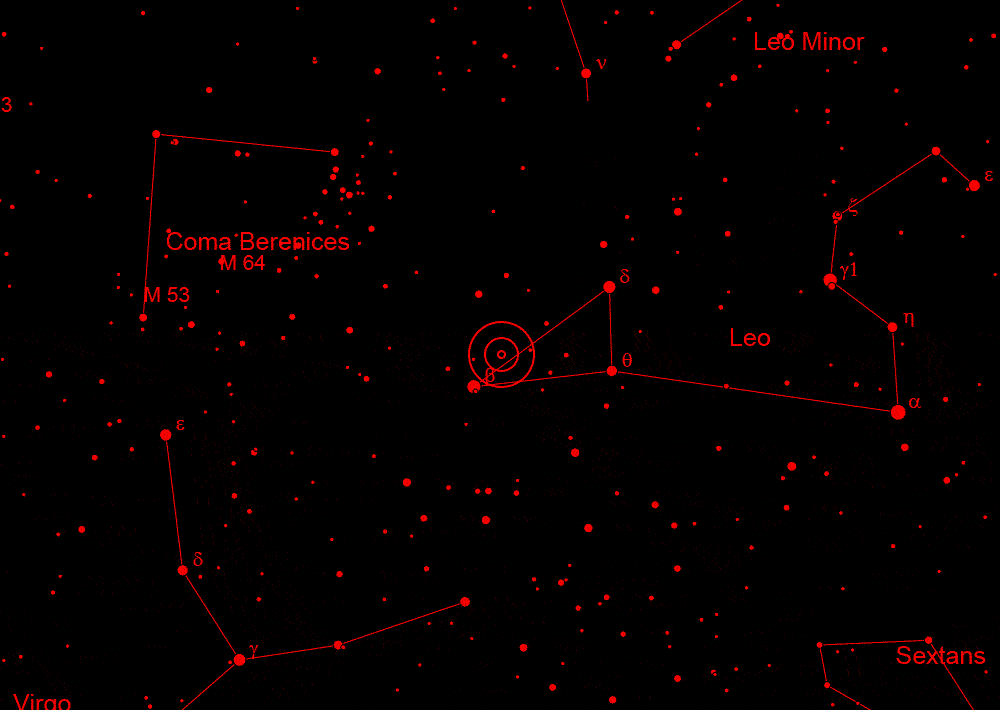 ν
Leo Minor
3
ε
ζ
Coma Berenices
M 64
γ1
δ
M 53
η
Leo
θ
β
α
ε
δ
γ
Sextans
Virgo